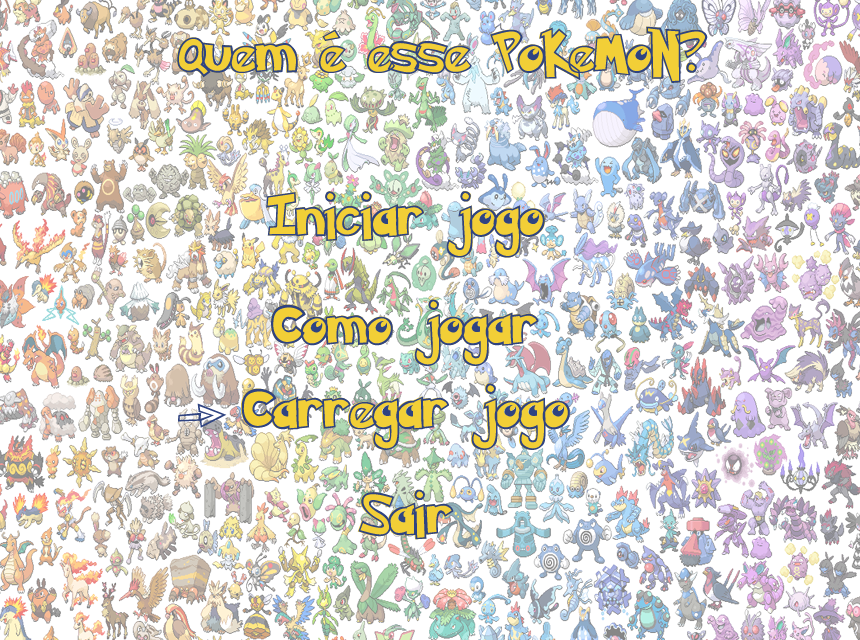 Quem é esse PoKeMoN?
Iniciar jogo
Como jogar
Carregar jogo
Sair